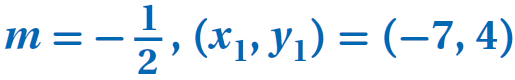 m = −1/2, (x₁, y₁) = (−7, 4)